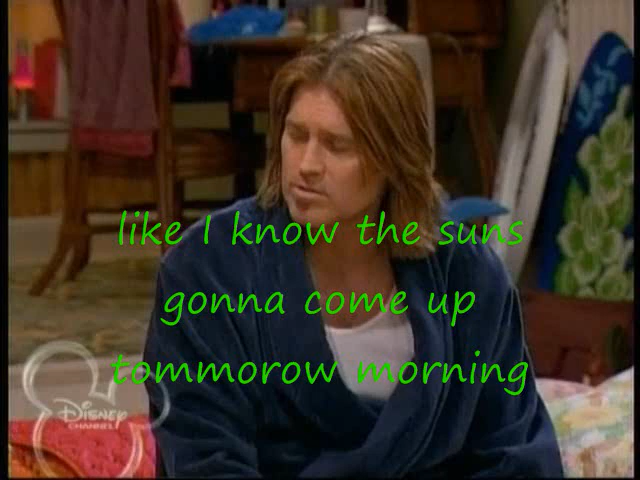 like I know the suns
gonna come up
tommorow morning
Disney
CHANNEL